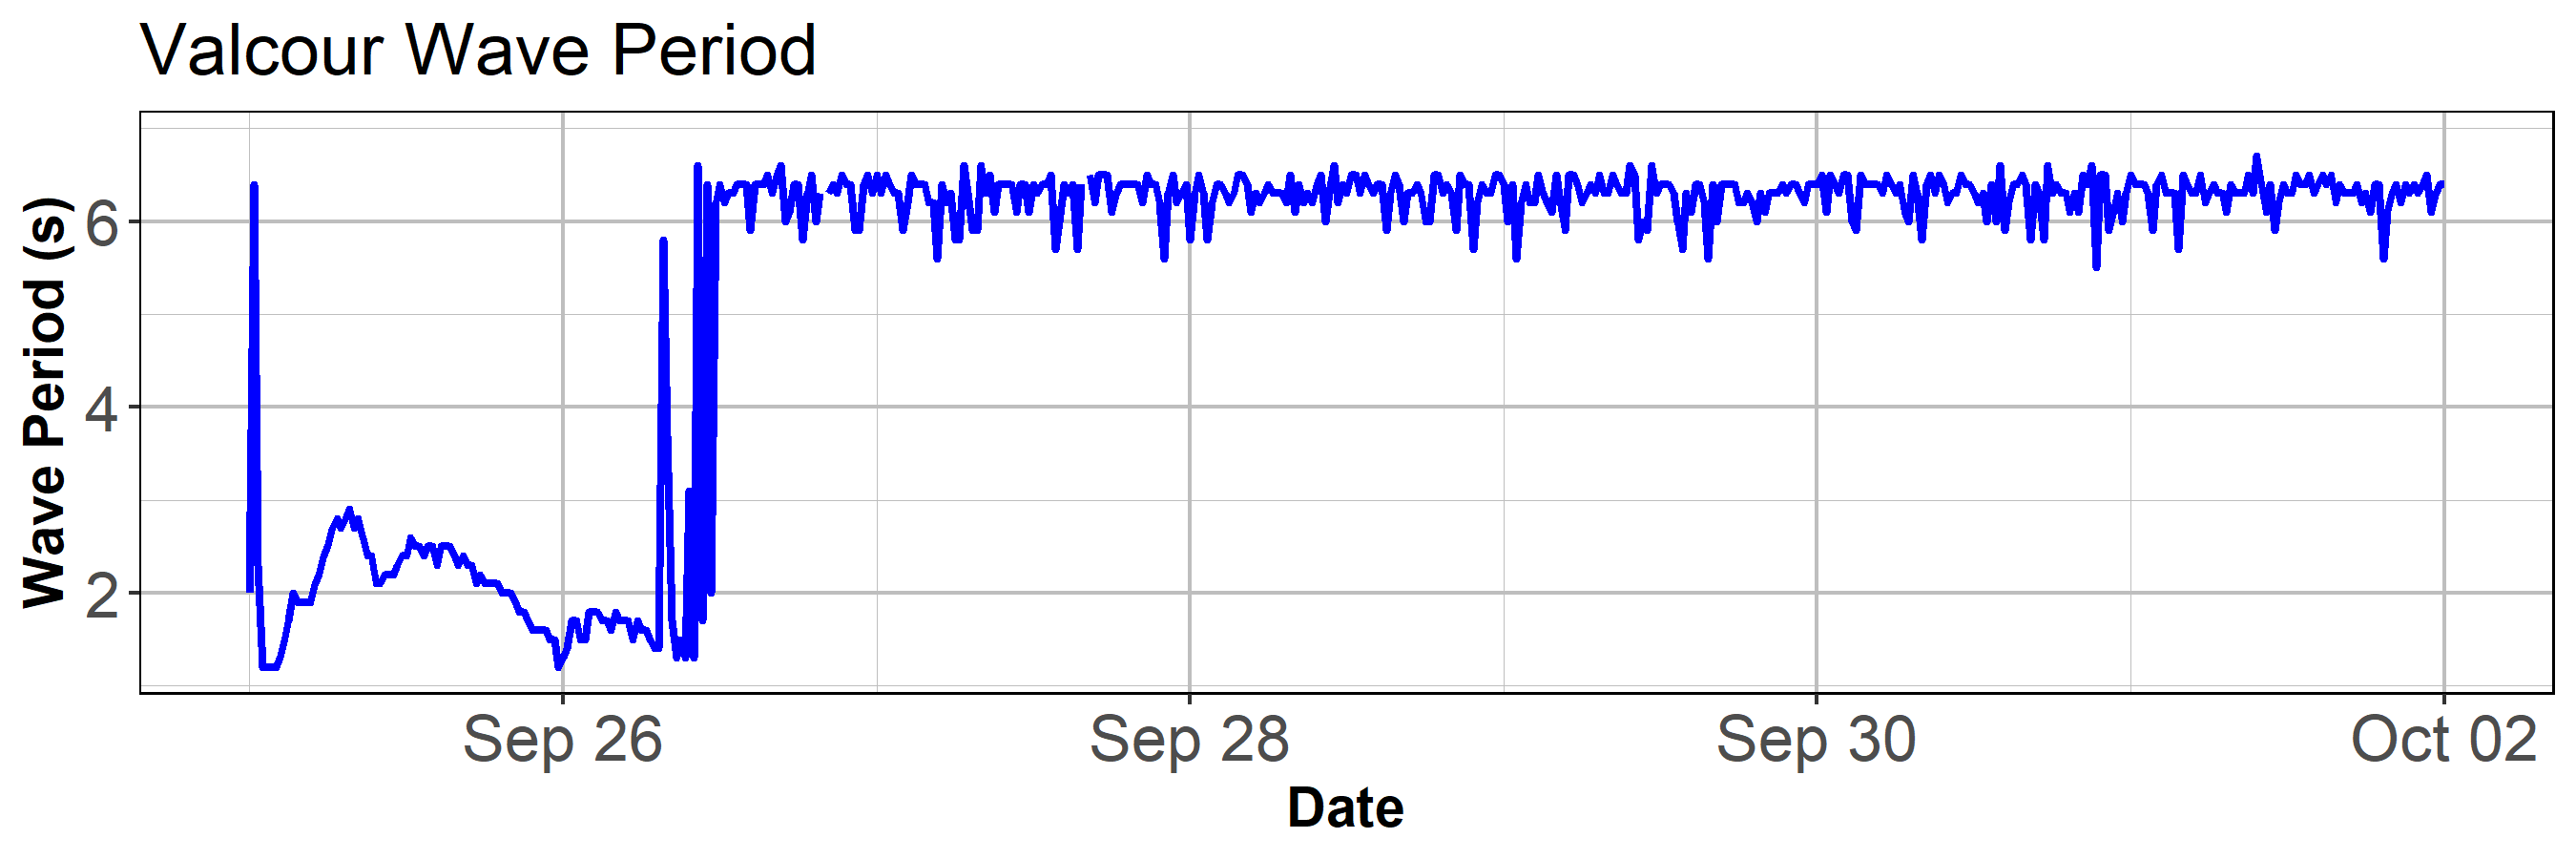 Valcour Wave Period
Wave Period (s)
6
4
2
Sep 26 Sep 28 Sep 30 Oct 02
Date